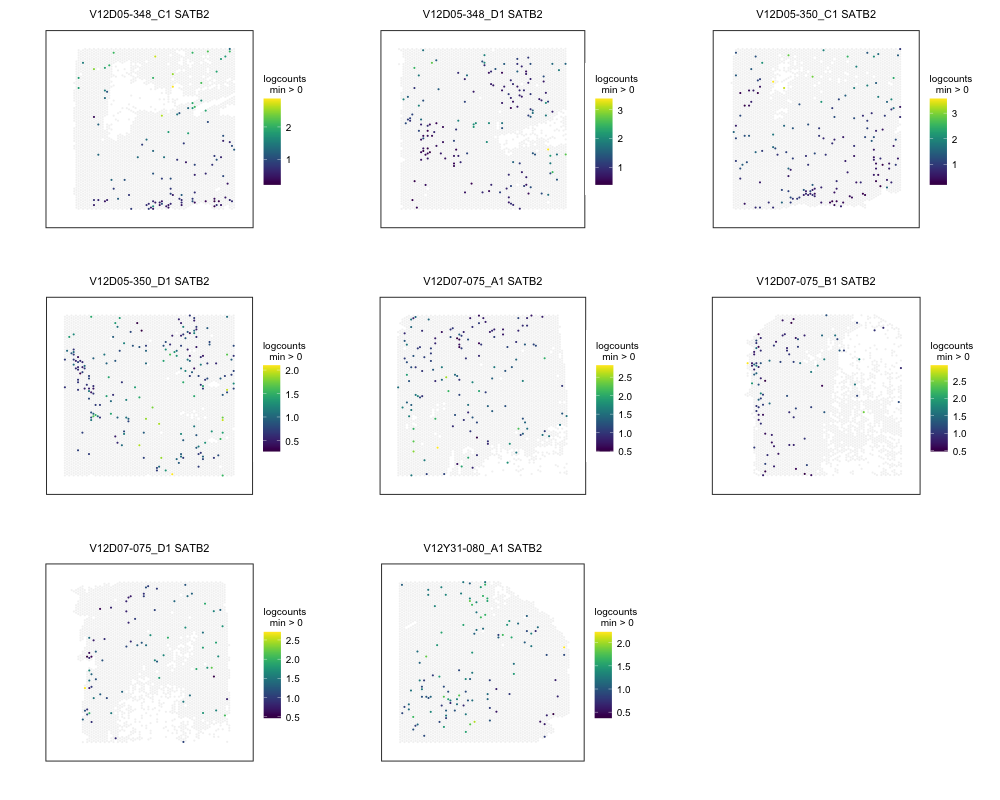 V12D05-348_C1 SATB2
logcounts
min > 0
2
1
V12D05-348_D1 SATB2
logcounts
min > 0
3
2
1
V12D05-350_C1 SATB2
logcounts
min > 0
3
2
1
V12D05-350_D1 SATB2
logcounts
min > 0
2.0
1.5
1.0
0.5
V12D07-075_A1 SATB2
logcounts
min > 0
2.5
2.0
1.5
1.0
0.5
V12D07-075_B1 SATB2
logcounts
min > 0
2.5
2.0
1.5
1.0
0.5
V12D07-075_D1 SATB2
logcounts
min > 0
2.5
2.0
1.5
1.0
0.5
V12Y31-080_A1 SATB2
logcounts
min > 0
2.0
1.5
1.0
0.5